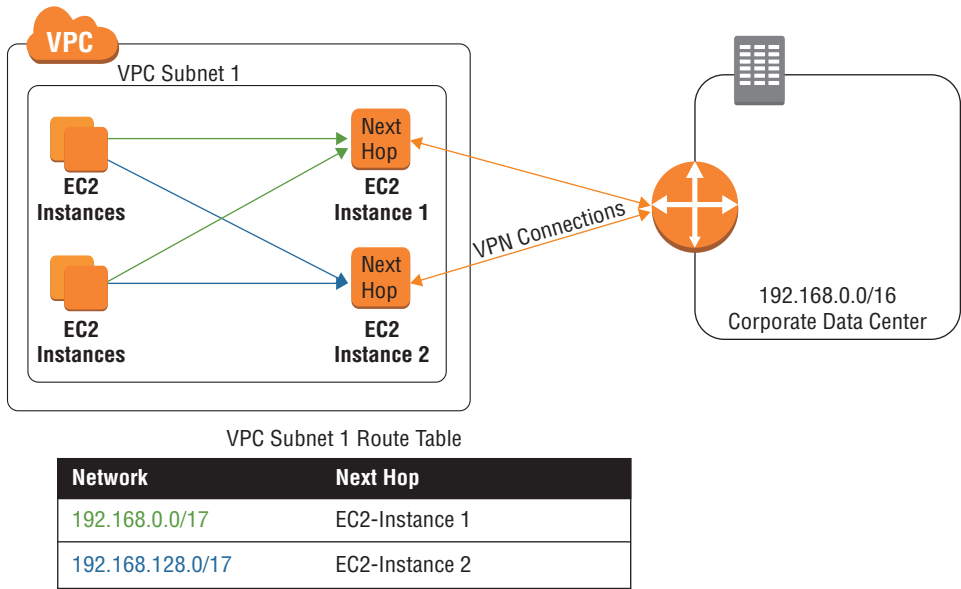 VPC
VPC Subnet 1
EC2
Instances
Next
Hop
EC2
Instance 1
EC2
Instances
Next
Hop
EC2
Instance 2
VPN Connections
192.168.0.0/16
Corporate Data Center
VPC Subnet 1 Route Table
Network Next Hop
192.168.0.0/17 EC2-Instance 1
192.168.128.0/17 EC2-Instance 2